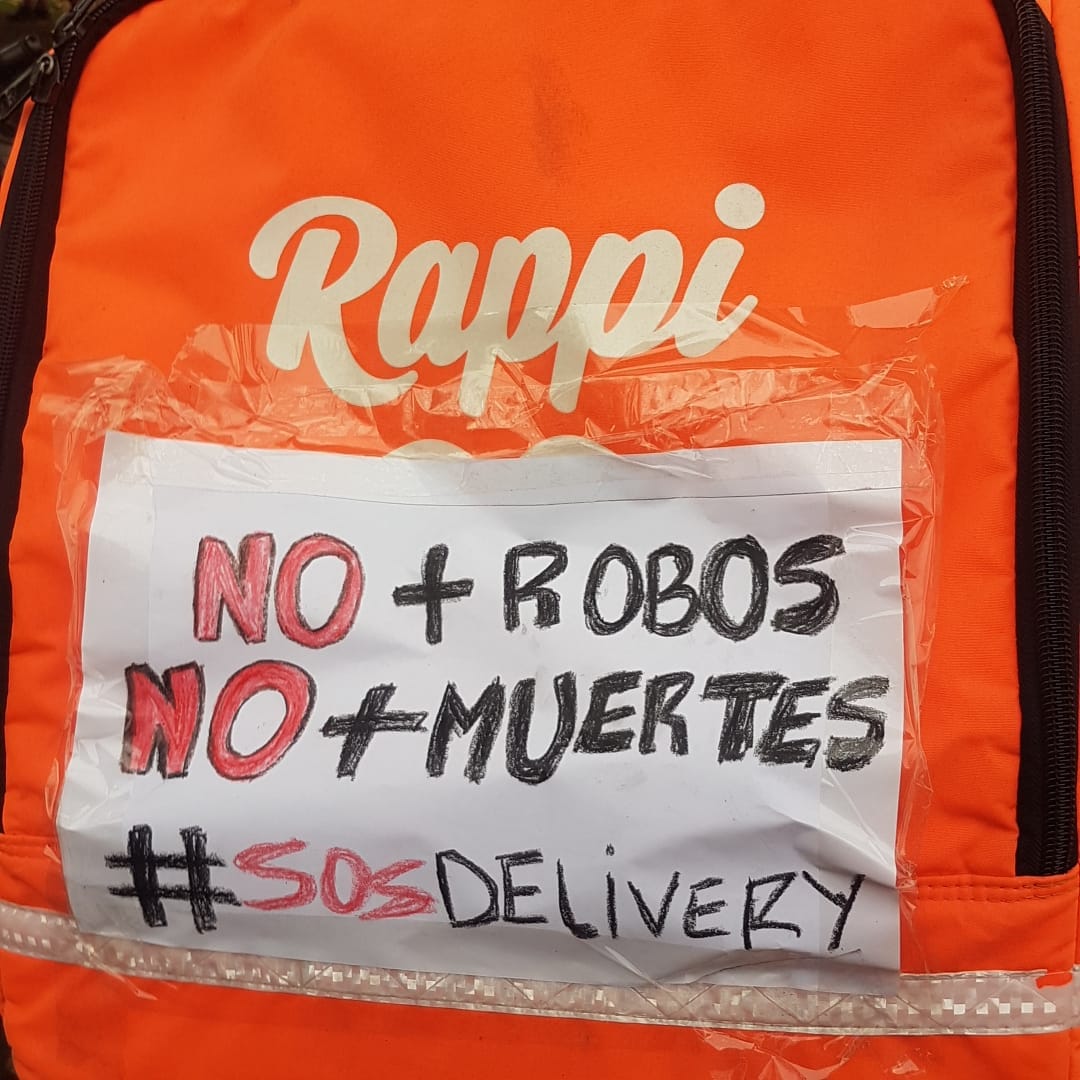 Rappi
NO + ROBOS
NO + MUERTES
#SOSDELiVERY